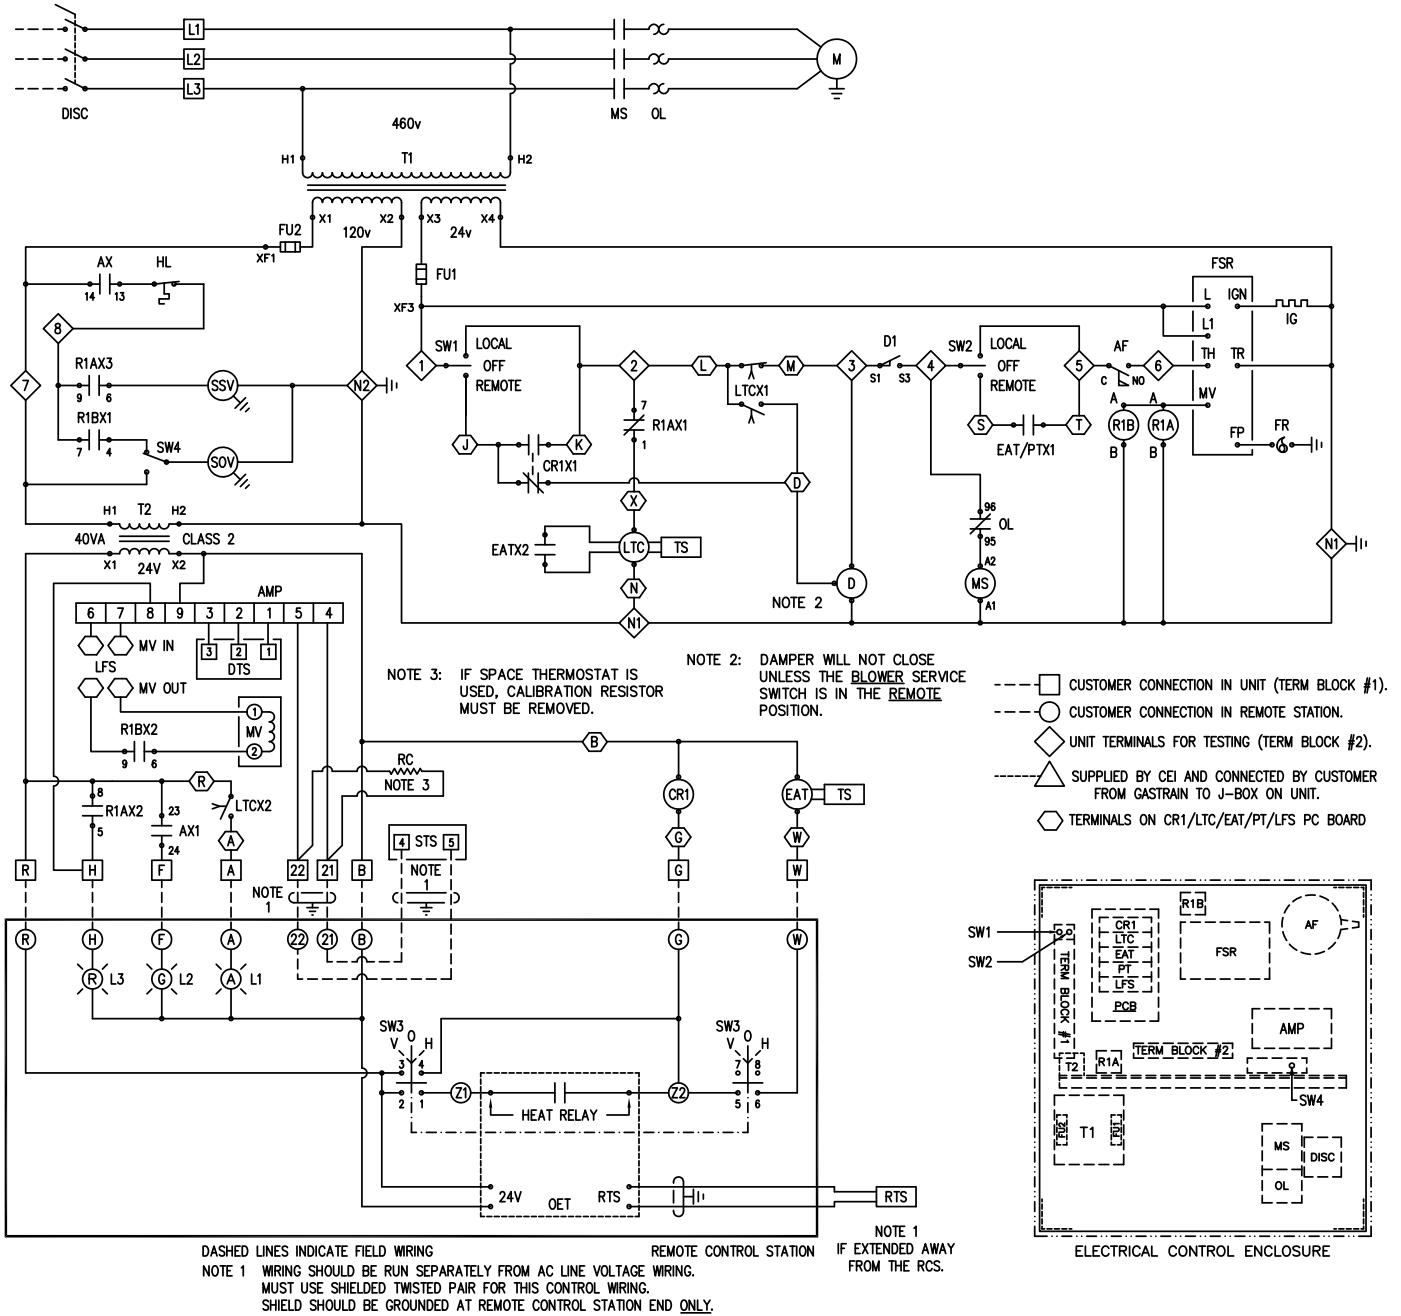 L1
L2
L3
DISC
MS OL
M
460v
H1 T1 H2
X1 X2 X3 X4
FU2 120v 24v
XF1
FU1
XF3
AX HL
14 13
8
R1AX3
9 6
SSV
7
N2
R1BX1
7 4
SW4
SOV
SW1 LOCAL
1 OFF
REMOTE
J K
CR1X1
2
7
R1AX1
1
X
EATX2 LTC TS
N
N1
L M
LTCX1
D
3
D1
S1 S3
4
D
NOTE 2
SW2 LOCAL
OFF
REMOTE
S T
EAT/PTX1
96
OL
95
A2
MS
A1
5
AF
C NO
6
A A
R1B R1A
B B
FSR
L IGN
IG
L1
TH TR
MV
FP FR
N1
H1 T2 H2
40VA CLASS 2
X1 24V X2
AMP
6 7 8 9 3 2 1 5 4
MV IN
3 2 1
DTS
LFS
MV OUT
1
MV
2
R1BX2
9 6
NOTE 3: IF SPACE THERMOSTAT IS
USED, CALIBRATION RESISTOR
MUST BE REMOVED.
NOTE 2: DAMPER WILL NOT CLOSE
UNLESS THE BLOWER SERVICE
SWITCH IS IN THE REMOTE
POSITION.
CUSTOMER CONNECTION IN UNIT (TERM BLOCK #1).
CUSTOMER CONNECTION IN REMOTE STATION.
UNIT TERMINALS FOR TESTING (TERM BLOCK #2).
SUPPLIED BY CEI AND CONNECTED BY CUSTOMER
FROM GASTRAIN TO J-BOX ON UNIT.
TERMINALS ON CR1/LTC/EAT/PT/LFS PC BOARD
B
RC
NOTE 3
R
8
R1AX2
5
23
AX1
24
LTCX2
A
CR1
EAT TS
G W
4 STS 5
NOTE
1
NOTE
1
R H F A 22 21 B G W
R H F A 22 21 B G W
R L3 G L2 A L1
SW3
V O H
3 4
2 1
Z1
HEAT RELAY
Z2
SW3
V O H
7 8
5 6
24V OET RTS
RTS
NOTE 1
IF EXTENDED AWAY
FROM THE RCS.
DASHED LINES INDICATE FIELD WIRING REMOTE CONTROL STATION
NOTE 1 WIRING SHOULD BE RUN SEPARATELY FROM AC LINE VOLTAGE WIRING.
MUST USE SHIELDED TWISTED PAIR FOR THIS CONTROL WIRING.
SHIELD SHOULD BE GROUNDED AT REMOTE CONTROL STATION END ONLY.
SW1
SW2
TERM BLOCK #1
CR1
LTC
EAT
PT
LFS
PCB
R1B
FSR
AF
AMP
TERM BLOCK #2
T2 R1A
SW4
FU2 T1 FU1
MS
OL
DISC
ELECTRICAL CONTROL ENCLOSURE